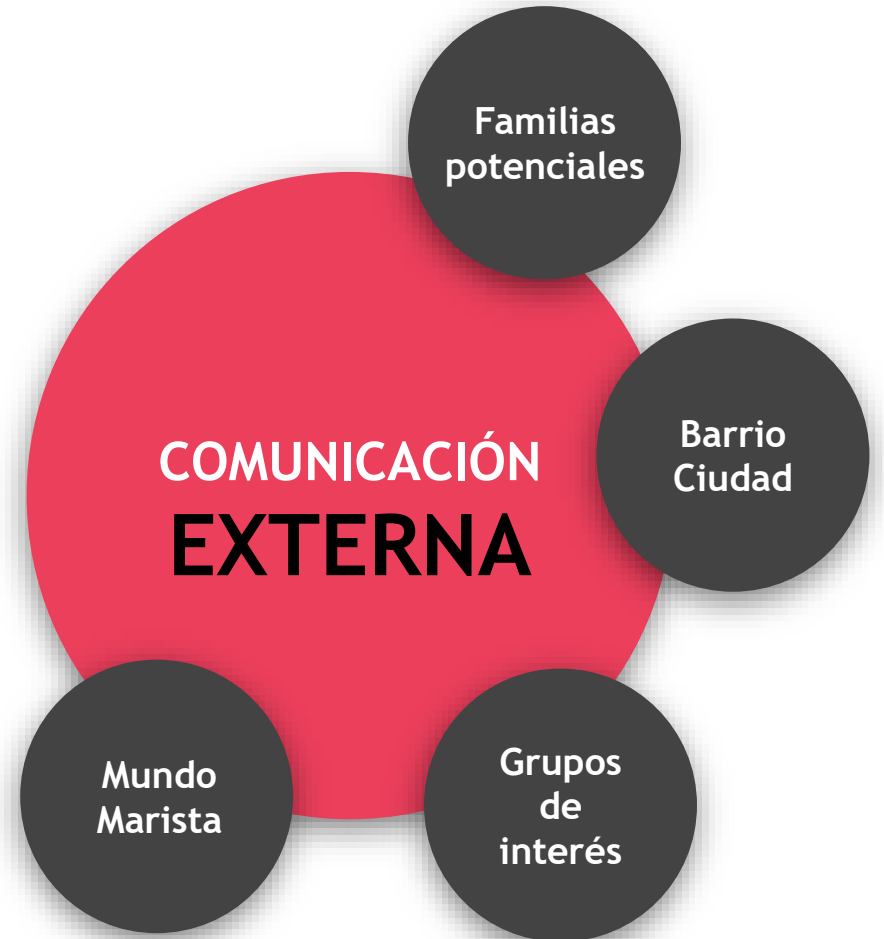 Familias
potenciales
Barrio
Ciudad
COMUNICACIÓN
EXTERNA
Grupos
de
interés
Mundo
Marista